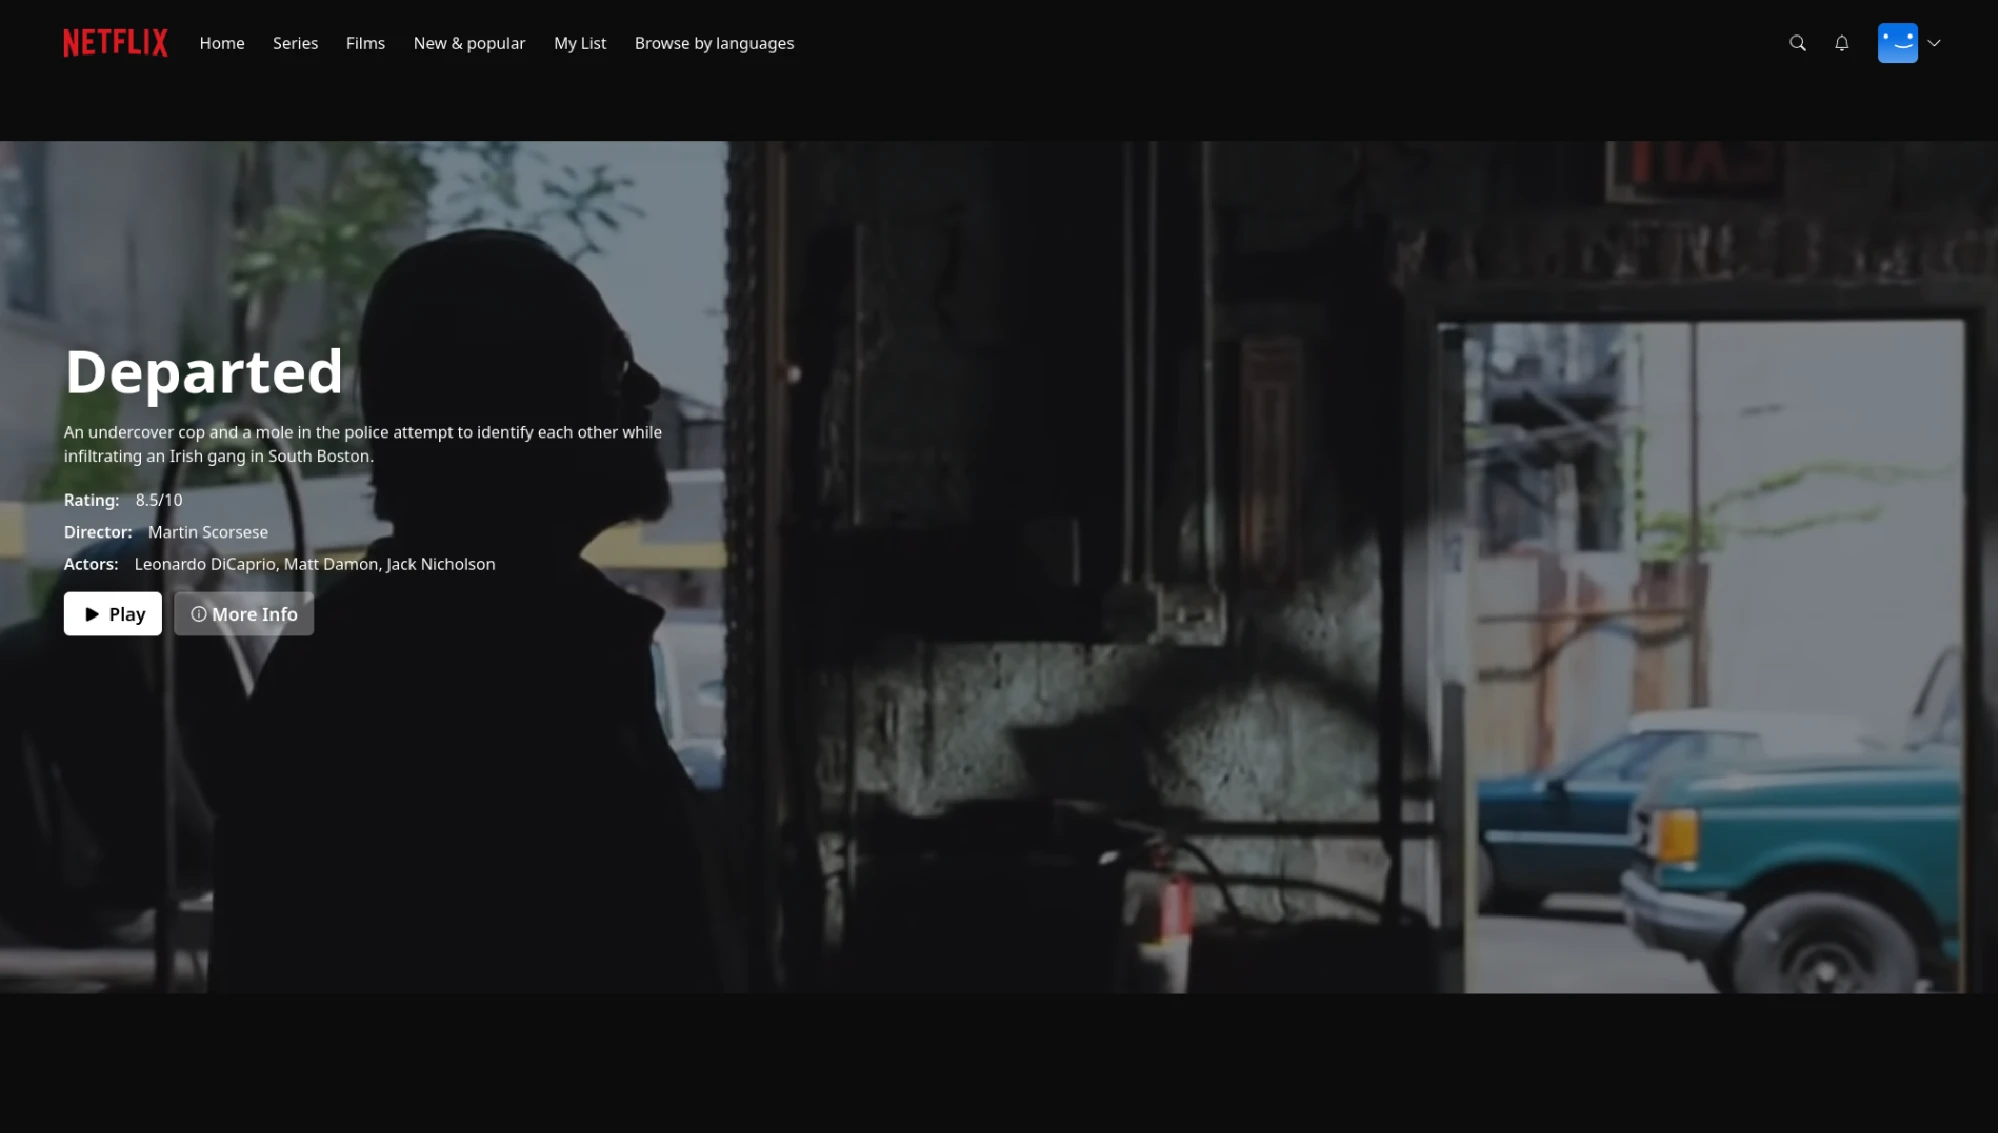 NETFLIX Home Series Films New & popular My List Browse by languages
Departed
An undercover cop and a mole in the police attempt to identify each other while
infiltrating an Irish gang in South Boston.
Rating: 8.5/10
Director: Martin Scorsese
Actors: Leonardo DiCaprio, Matt Damon, Jack Nicholson
Play More Info